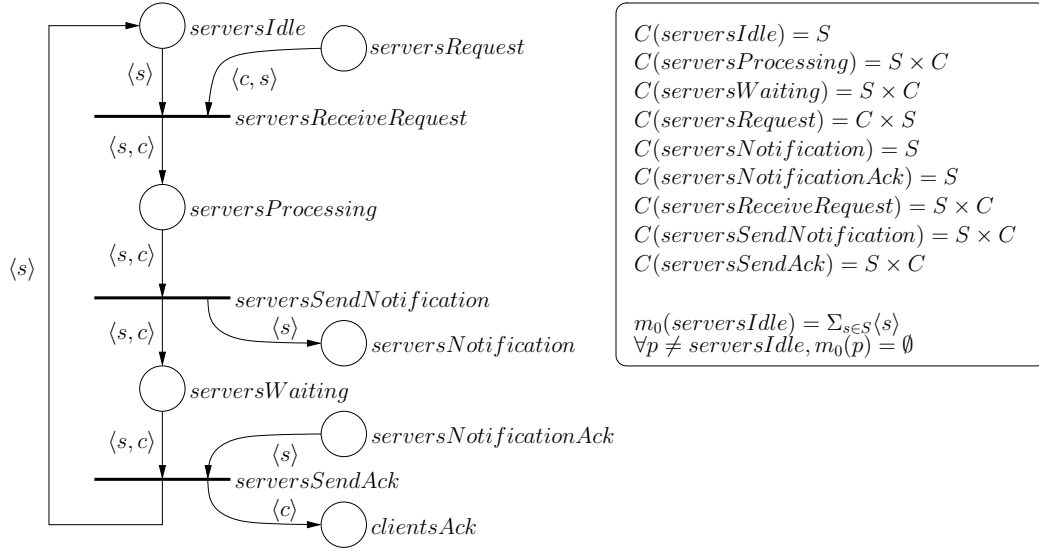 serversIdle
serversRequest
⟨s⟩
⟨c, s⟩
serversReceiveRequest
⟨s, c⟩
serversProcessing
⟨s, c⟩
⟨s⟩
serversSendNotification
⟨s, c⟩
⟨s⟩
serversNotification
serversWaiting
⟨s, c⟩
serversNotificationAck
⟨s⟩
serversSendAck
⟨c⟩
clientsAck
C(serversIdle) = S
C(serversProcessing) = S × C
C(serversWaiting) = S × C
C(serversRequest) = C × S
C(serversNotification) = S
C(serversNotificationAck) = S
C(serversReceiveRequest) = S × C
C(serversSendNotification) = S × C
C(serversSendAck) = S × C
m₀(serversIdle) = Σ_{s∈S}⟨s⟩
∀p ≠ serversIdle, m₀(p) = ∅